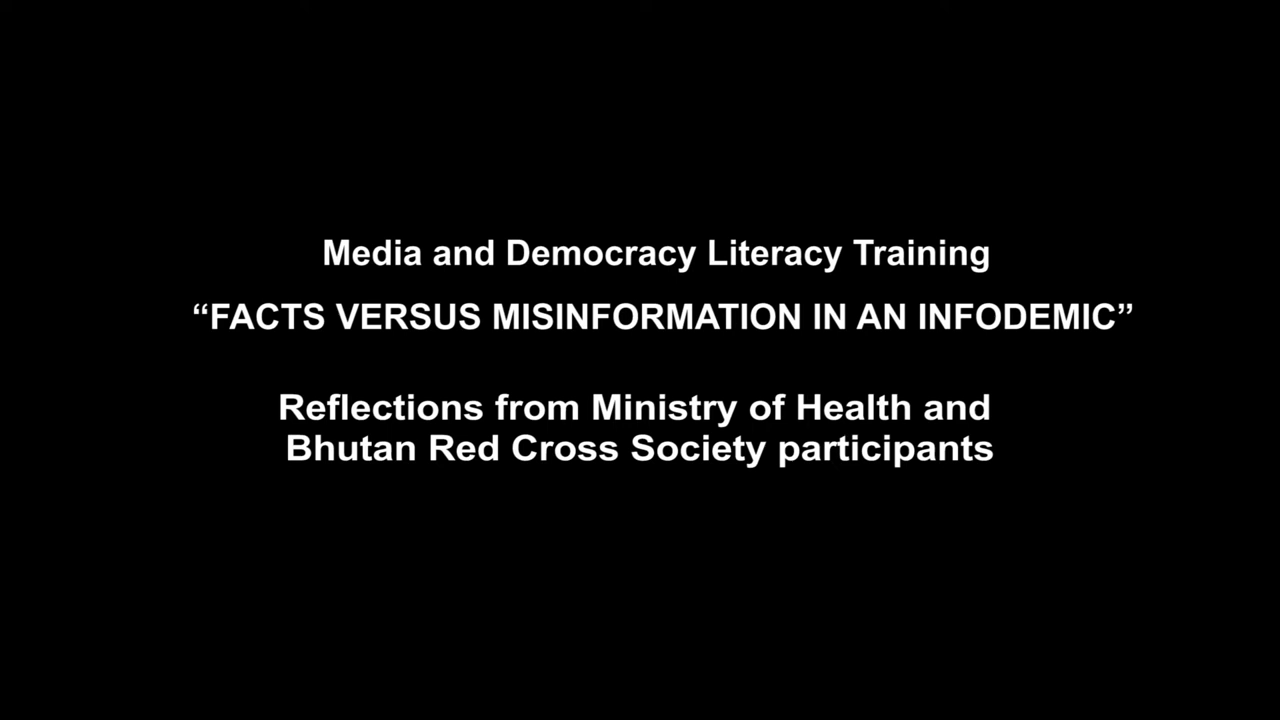 Media and Democracy Literacy Training
“FACTS VERSUS MISINFORMATION IN AN INFODEMIC”
Reflections from Ministry of Health and
Bhutan Red Cross Society participants